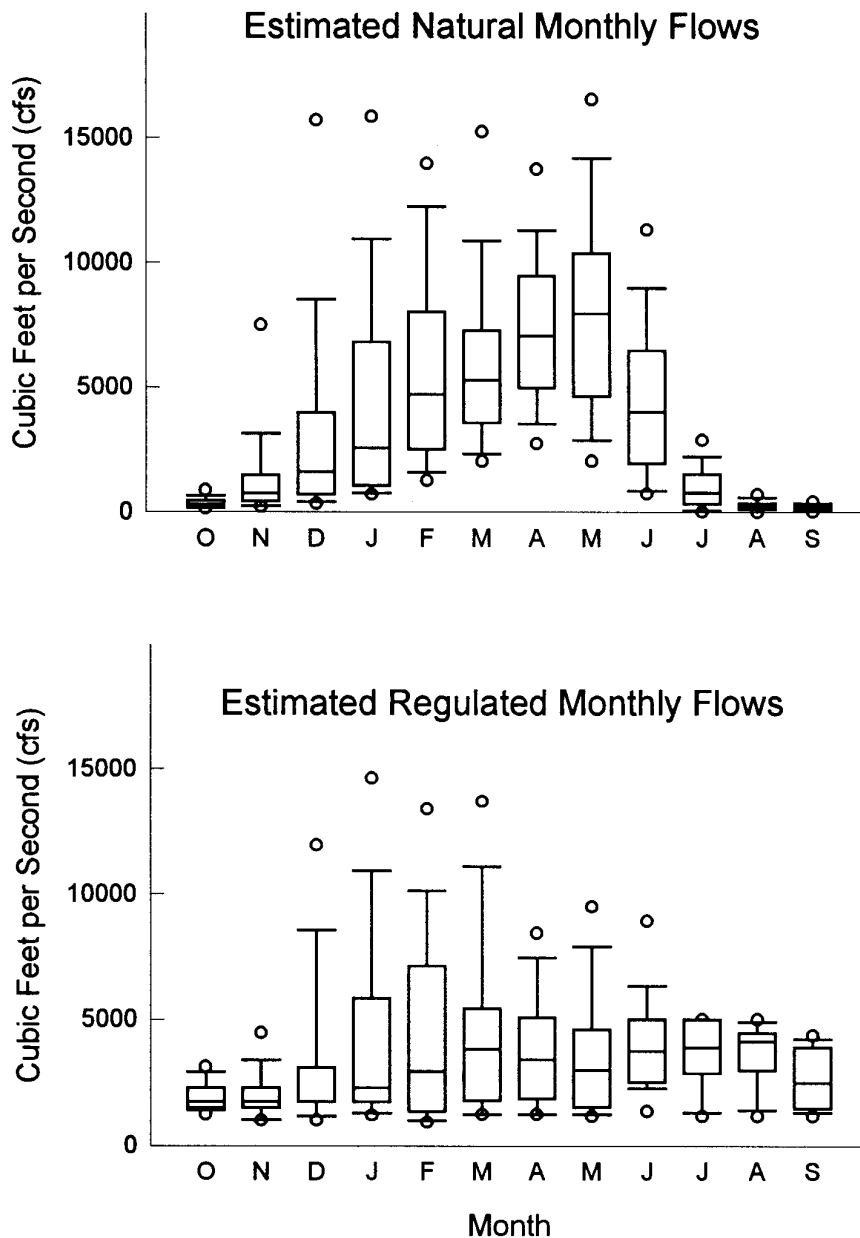 Estimated Natural Monthly Flows
Cubic Feet per Second (cfs)
15000
10000
5000
0
O N D J F M A M J J A S
Estimated Regulated Monthly Flows
Cubic Feet per Second (cfs)
15000
10000
5000
0
O N D J F M A M J J A S
Month